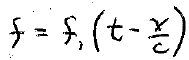 f = f₁ (t - x/c)